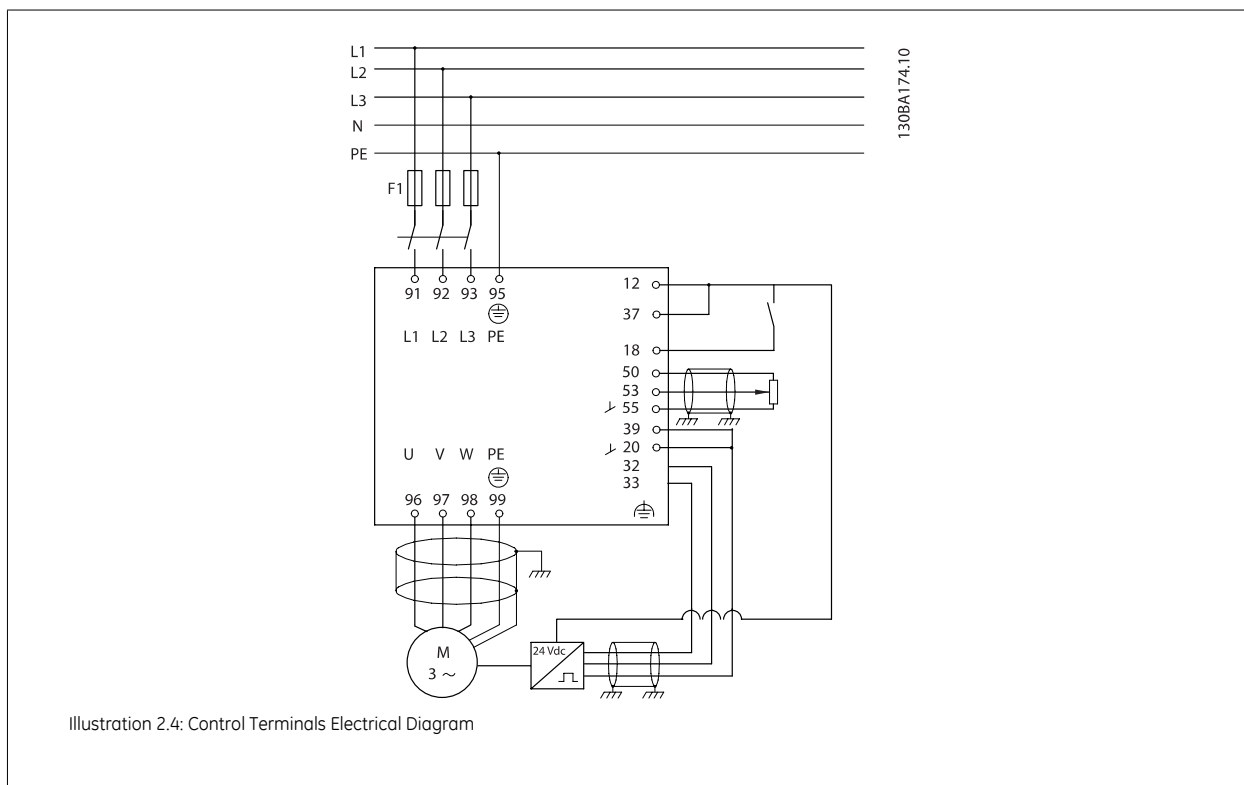 L1
L2
L3
N
PE
130BA174.10
F1
91 92 93 95
L1 L2 L3 PE
12
37
18
50
53
55
39
20
32
33
U V W PE
96 97 98 99
M
3 ~
24 Vdc
Illustration 2.4: Control Terminals Electrical Diagram